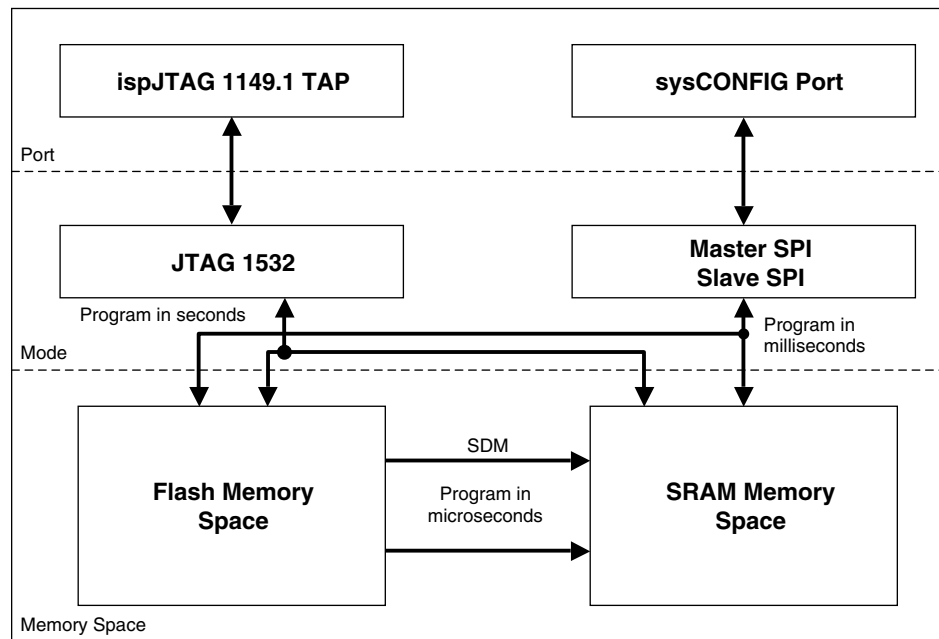 ispJTAG 1149.1 TAP
sysCONFIG Port
Port
JTAG 1532
Master SPI
Slave SPI
Program in seconds
Program in
milliseconds
Mode
SDM
Flash Memory
Space
Program in
microseconds
SRAM Memory
Space
Memory Space